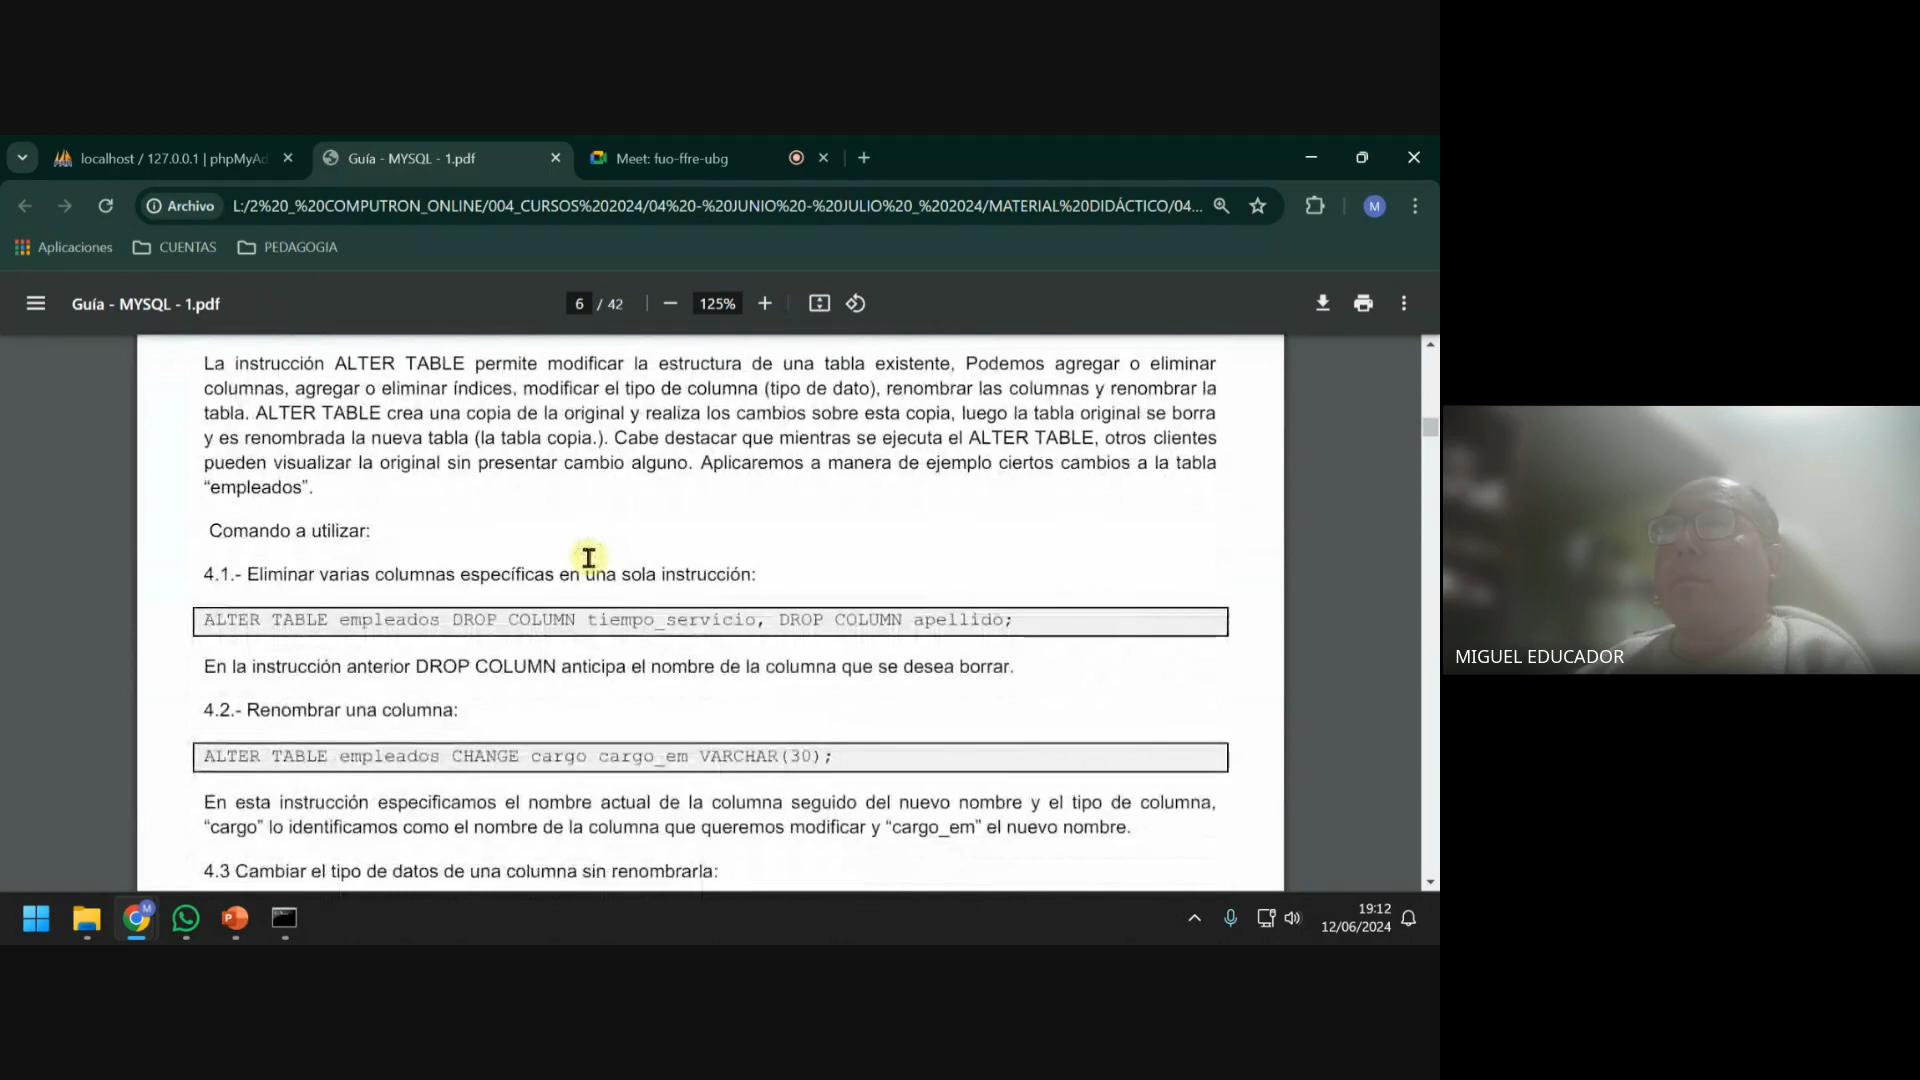 localhost / 127.0.0.1 | phpMyAd
Guía - MYSQL - 1.pdf
Meet: fuo-ffre-ubg
Archivo
L:/2%20_%20COMPUTRON_ONLINE/004_CURSOS%202024/04%20-%20JUNIO%20-%20JULIO%20_%202024/MATERIAL%20DIDÁCTICO/04...
M
Aplicaciones
CUENTAS
PEDAGOGIA
Guía - MYSQL - 1.pdf
6 / 42
125%
La instrucción ALTER TABLE permite modificar la estructura de una tabla existente, Podemos agregar o eliminar
columnas, agregar o eliminar índices, modificar el tipo de columna (tipo de dato), renombrar las columnas y renombrar la
tabla. ALTER TABLE crea una copia de la original y realiza los cambios sobre esta copia, luego la tabla original se borra
y es renombrada la nueva tabla (la tabla copia.). Cabe destacar que mientras se ejecuta el ALTER TABLE, otros clientes
pueden visualizar la original sin presentar cambio alguno. Aplicaremos a manera de ejemplo ciertos cambios a la tabla
“empleados”.
Comando a utilizar:
4.1.- Eliminar varias columnas específicas en una sola instrucción:
ALTER TABLE empleados DROP COLUMN tiempo_servicio, DROP COLUMN apellido;
En la instrucción anterior DROP COLUMN anticipa el nombre de la columna que se desea borrar.
4.2.- Renombrar una columna:
ALTER TABLE empleados CHANGE cargo cargo_em VARCHAR(30);
En esta instrucción especificamos el nombre actual de la columna seguido del nuevo nombre y el tipo de columna,
“cargo” lo identificamos como el nombre de la columna que queremos modificar y “cargo_em” el nuevo nombre.
4.3 Cambiar el tipo de datos de una columna sin renombrarla:
M
P
19:12
12/06/2024
MIGUEL EDUCADOR